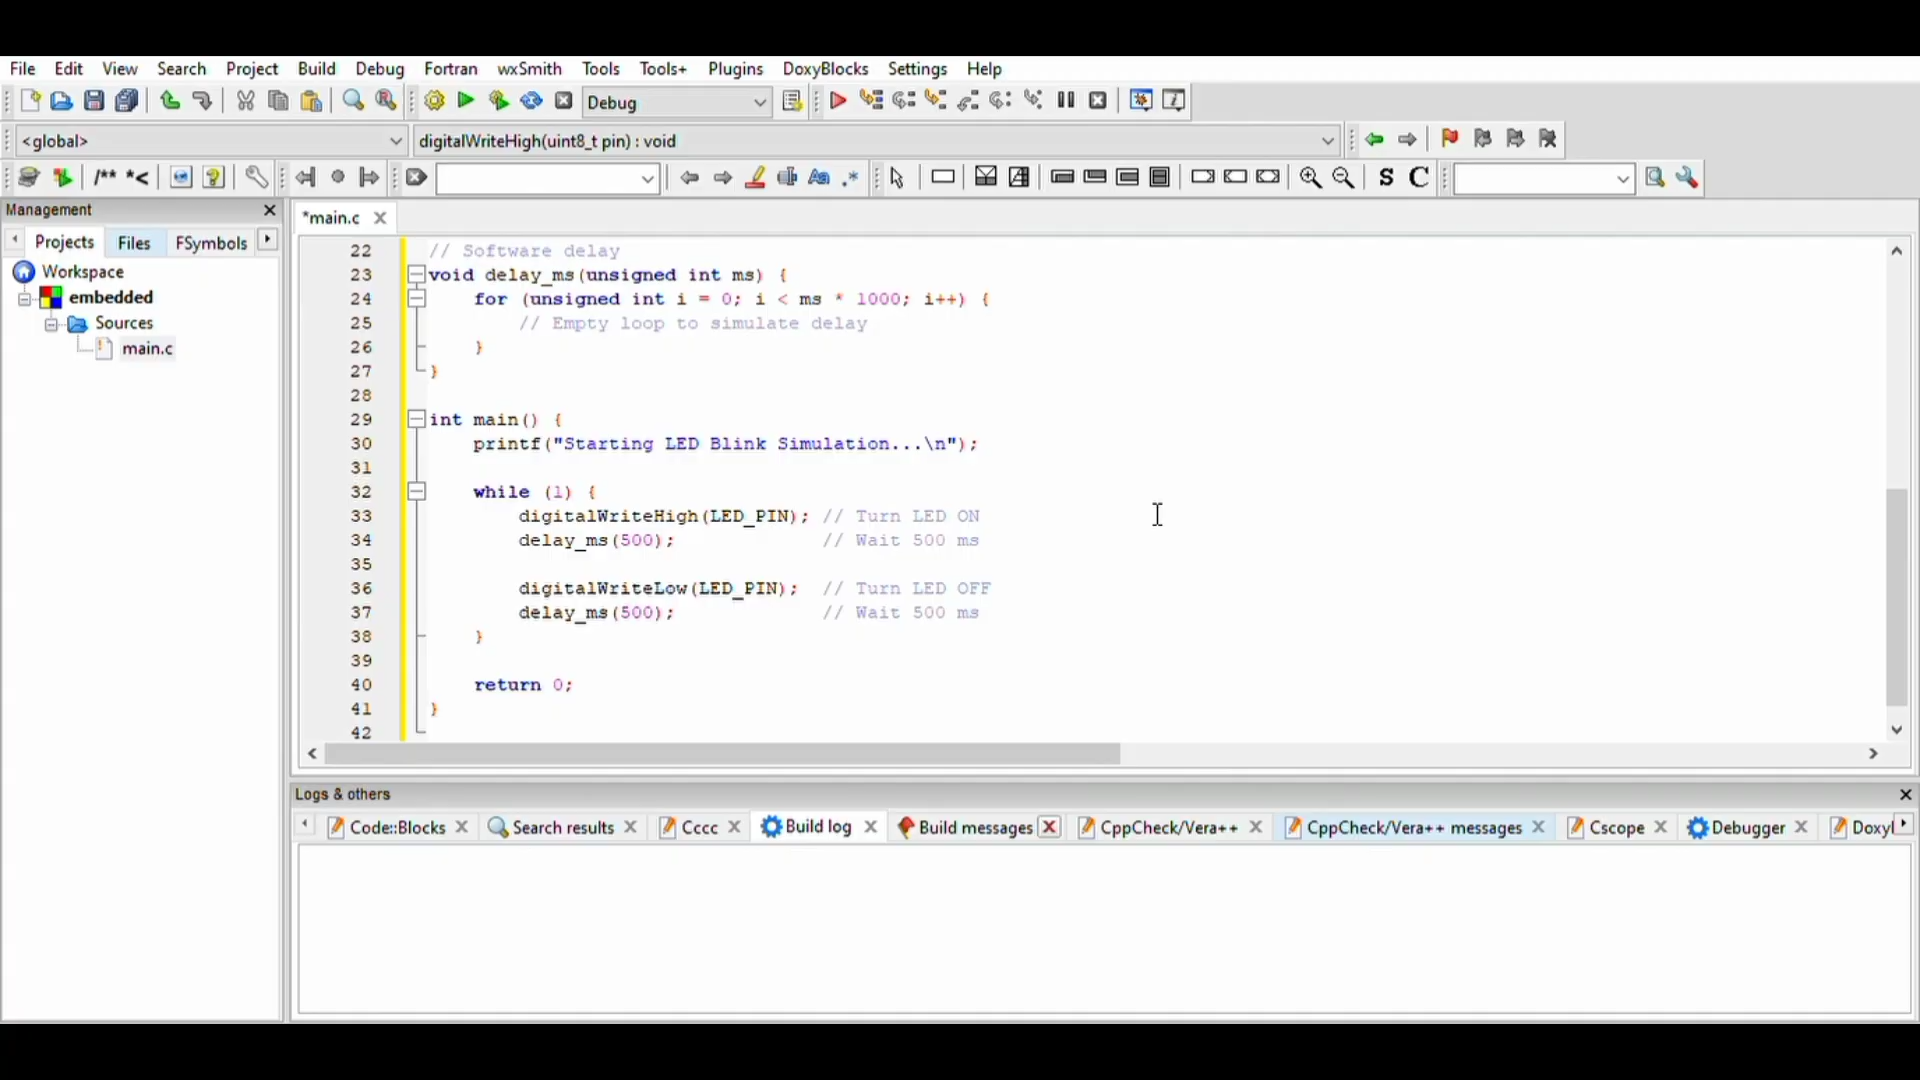 File Edit View Search Project Build Debug Fortran wxSmith Tools Tools+ Plugins DoxyBlocks Settings Help
Debug
<global> digitalWriteHigh(uint8_t pin) : void
/** *< Aa .* S C
Management
*main.c
Projects Files FSymbols
Workspace
embedded
Sources
main.c
22 // Software delay
23 void delay_ms(unsigned int ms) {
24 for (unsigned int i = 0; i < ms * 1000; i++) {
25 // Empty loop to simulate delay
26 }
27 }
28
29 int main() {
30 printf("Starting LED Blink Simulation...\n");
31
32 while (1) {
33 digitalWriteHigh(LED_PIN); // Turn LED ON
34 delay_ms(500); // Wait 500 ms
35
36 digitalWriteLow(LED_PIN); // Turn LED OFF
37 delay_ms(500); // Wait 500 ms
38 }
39
40 return 0;
41 }
42
Logs & others
Code::Blocks Search results Cccc Build log Build messages CppCheck/Vera++ CppCheck/Vera++ messages Cscope Debugger Doxyl